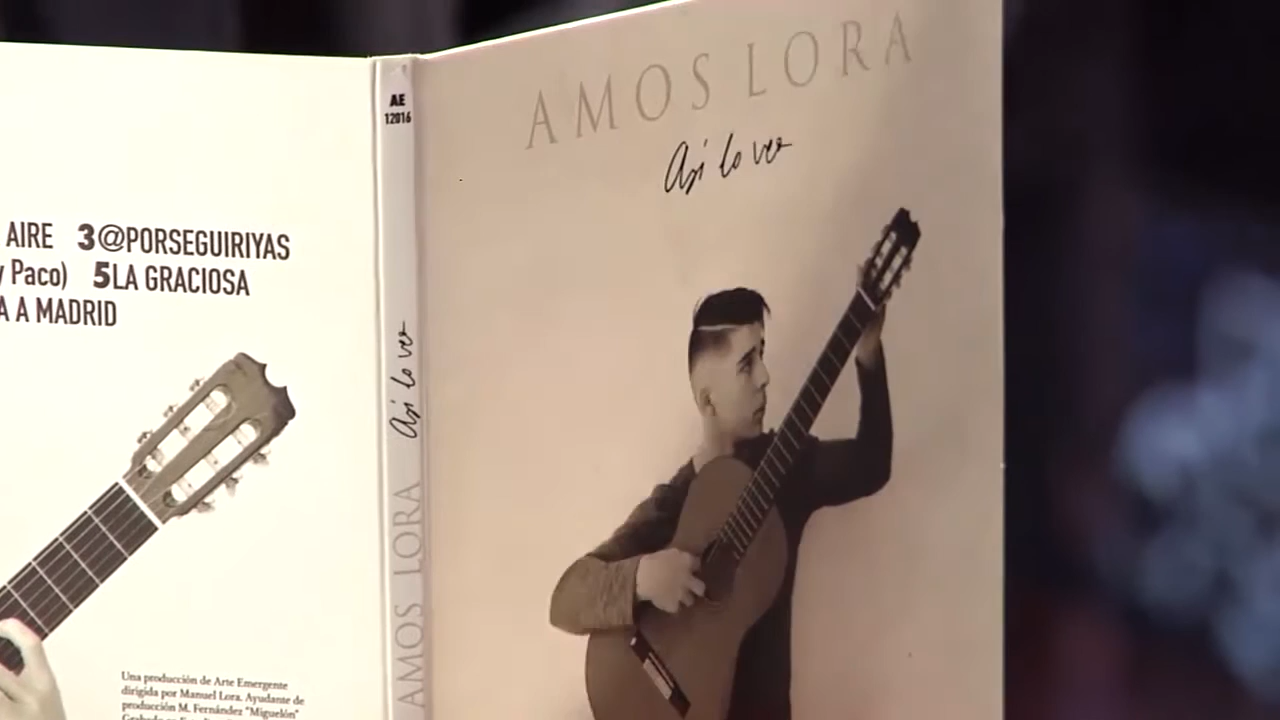 AIRE 3@PORSEGUIRIYAS
Paco) 5LA GRACIOSA
A A MADRID
Una producción de Arte Emergente
dirigida por Manuel Lora. Ayudante de
producción M. Fernández "Miguelón"
AE
12016
Así lo veo
AMOS LORA
AMOS LORA
Así lo veo